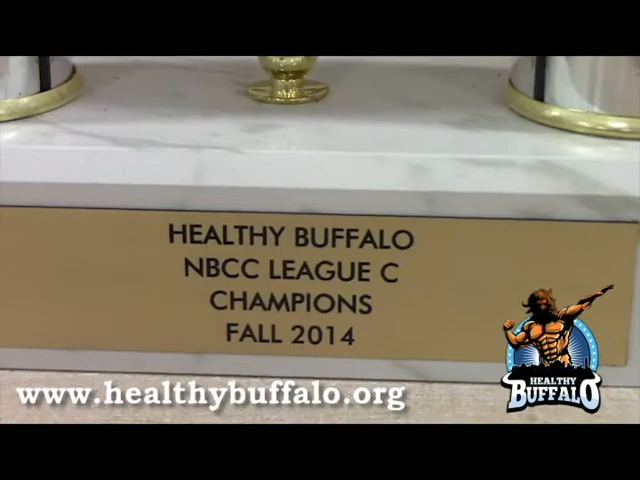 HEALTHY BUFFALO
NBCC LEAGUE C
CHAMPIONS
FALL 2014
www.healthybuffalo.org
HEALTHY
BUFFALO